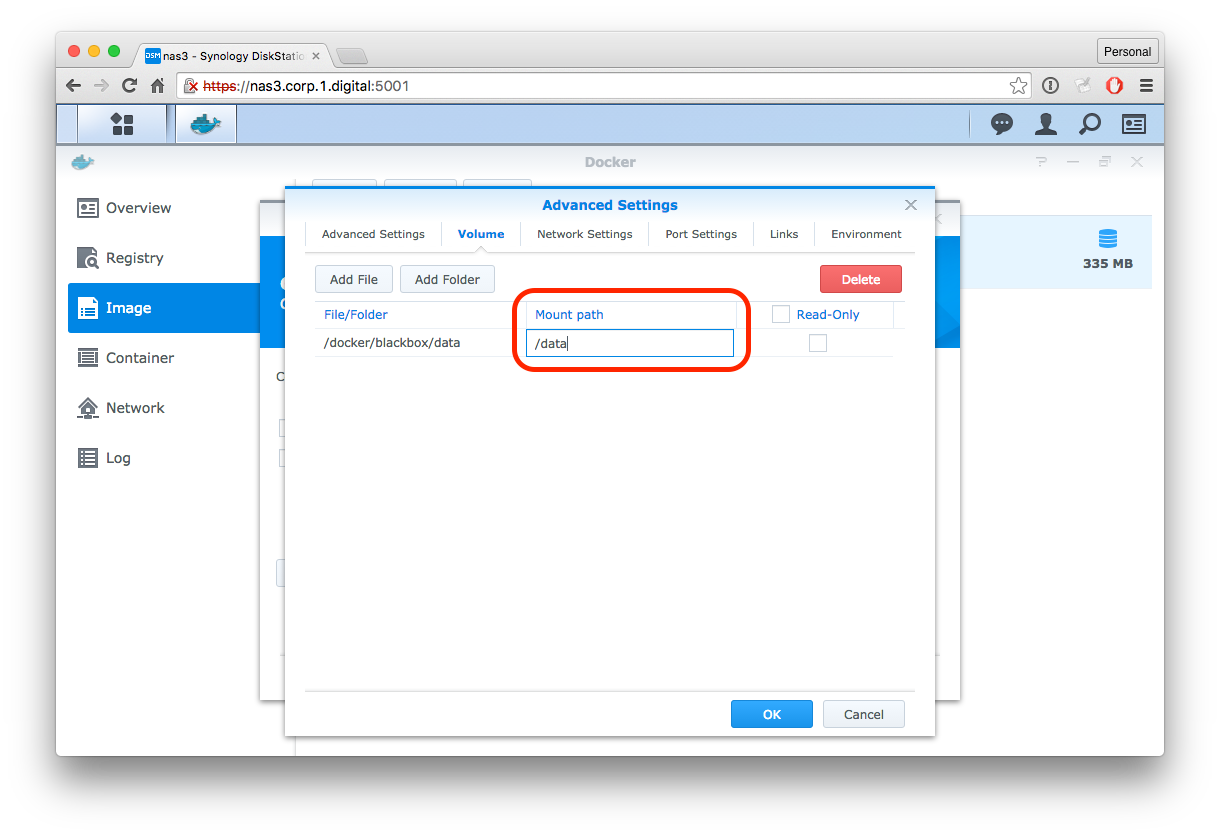 DSM nas3 - Synology DiskStatio
Personal
https://nas3.corp.1.digital:5001
Docker
Overview
Registry
Image
Container
Network
Log
335 MB
Advanced Settings
Advanced Settings Volume Network Settings Port Settings Links Environment
Add File Add Folder Delete
File/Folder Mount path Read-Only
/docker/blackbox/data /data
OK Cancel